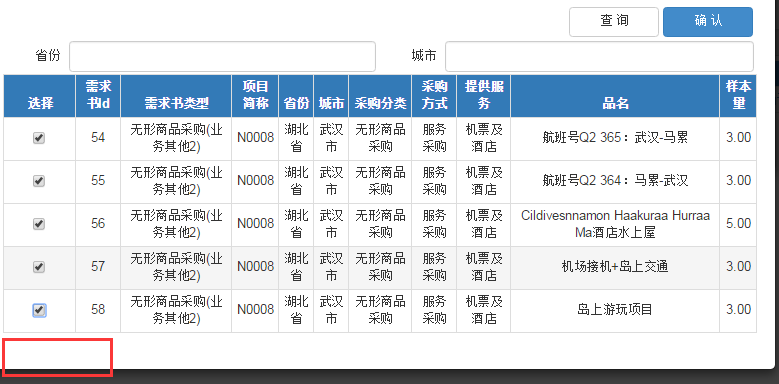 查 询 确 认
省份 城市
选择 需求书Id 需求书类型 项目简称 省份 城市 采购分类 采购方式 提供服务 品名 样本量
54 无形商品采购(业务其他2) N0008 湖北省 武汉市 无形商品采购 服务采购 机票及酒店 航班号Q2 365：武汉-马累 3.00
55 无形商品采购(业务其他2) N0008 湖北省 武汉市 无形商品采购 服务采购 机票及酒店 航班号Q2 364：马累-武汉 3.00
56 无形商品采购(业务其他2) N0008 湖北省 武汉市 无形商品采购 服务采购 机票及酒店 Cildivesnnamon Haakuraa Hurraa Ma酒店水上屋 5.00
57 无形商品采购(业务其他2) N0008 湖北省 武汉市 无形商品采购 服务采购 机票及酒店 机场接机+岛上交通 3.00
58 无形商品采购(业务其他2) N0008 湖北省 武汉市 无形商品采购 服务采购 机票及酒店 岛上游玩项目 3.00